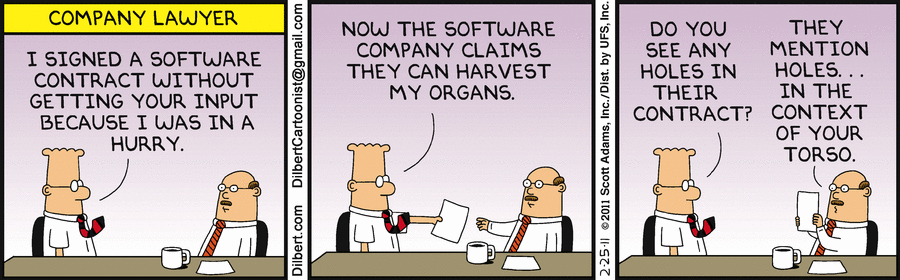 COMPANY LAWYER
I SIGNED A SOFTWARE
CONTRACT WITHOUT
GETTING YOUR INPUT
BECAUSE I WAS IN A
HURRY.
Dilbert.com DilbertCartoonist@gmail.com
NOW THE SOFTWARE
COMPANY CLAIMS
THEY CAN HARVEST
MY ORGANS.
2-25-11 © 2011 Scott Adams, Inc./Dist. by UFS, Inc.
DO YOU
SEE ANY
HOLES IN
THEIR
CONTRACT?
THEY
MENTION
HOLES...
IN THE
CONTEXT
OF YOUR
TORSO.